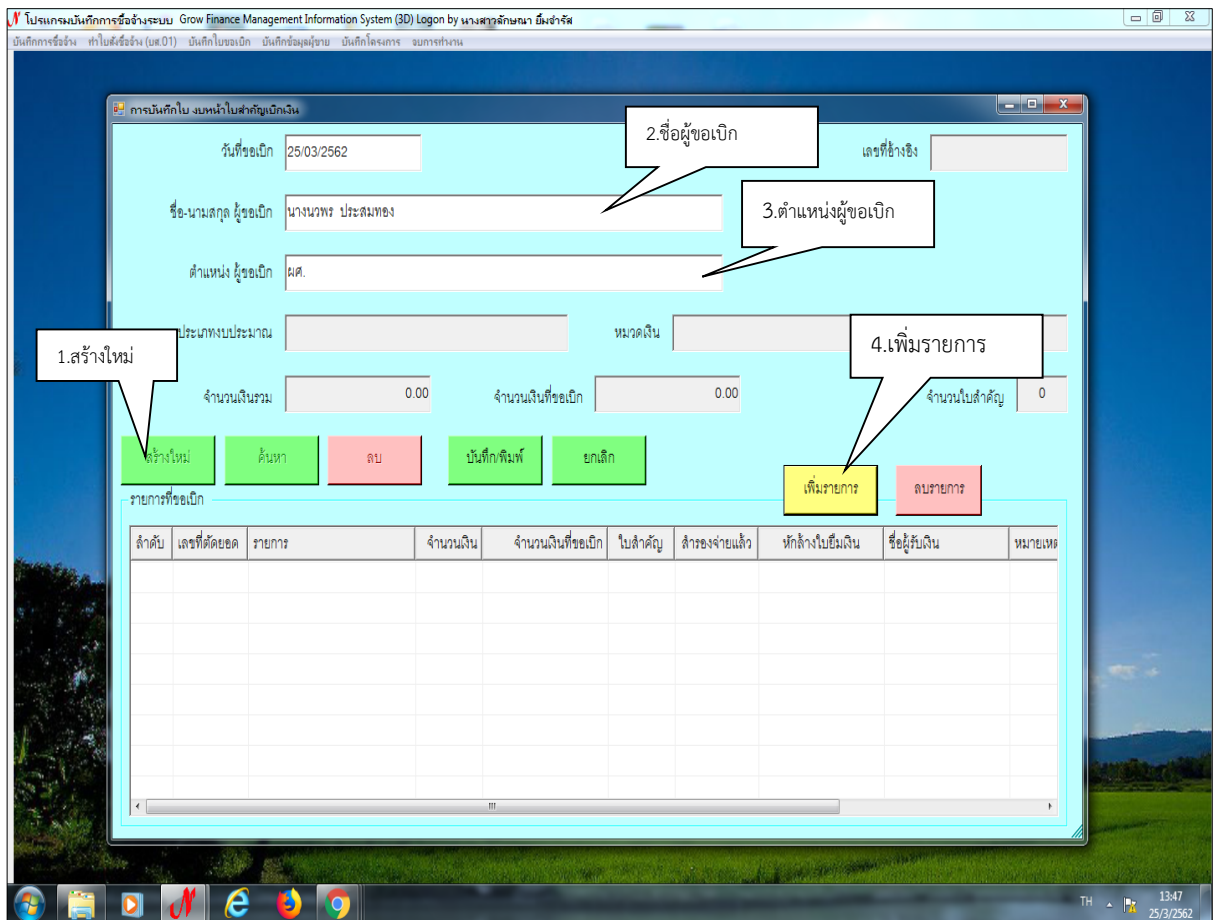 โปรแกรมบันทึกการซื้อจ้างระบบ Grow Finance Management Information System (3D) Logon by นางสาวลักษณา ยิ้มจำรัส
บันทึกการซื้อจ้าง ทำใบสั่งซื้อจ้าง (บส.01) บันทึกใบขอเบิก บันทึกข้อมูลผู้ขาย บันทึกโครงการ จบการทำงาน
การบันทึกใบ งบหน้าใบสำคัญเบิกเงิน
2.ชื่อผู้ขอเบิก
วันที่ขอเบิก 25/03/2562 เลขที่อ้างอิง
ชื่อ-นามสกุล ผู้ขอเบิก นางนวพร ประสมทอง
3.ตำแหน่งผู้ขอเบิก
ตำแหน่ง ผู้ขอเบิก ผศ.
ประเภทงบประมาณ หมวดเงิน
1.สร้างใหม่
4.เพิ่มรายการ
จำนวนเงินรวม 0.00 จำนวนเงินที่ขอเบิก 0.00 จำนวนใบสำคัญ 0
สร้างใหม่ ค้นหา ลบ บันทึก/พิมพ์ ยกเลิก
เพิ่มรายการ ลบรายการ
รายการที่ขอเบิก
ลำดับ เลขที่ตัดยอด รายการ จำนวนเงิน จำนวนเงินที่ขอเบิก ใบสำคัญ สำรองจ่ายแล้ว หักล้างใบยืมเงิน ชื่อผู้รับเงิน หมายเหตุ
TH 13:47
25/3/2562